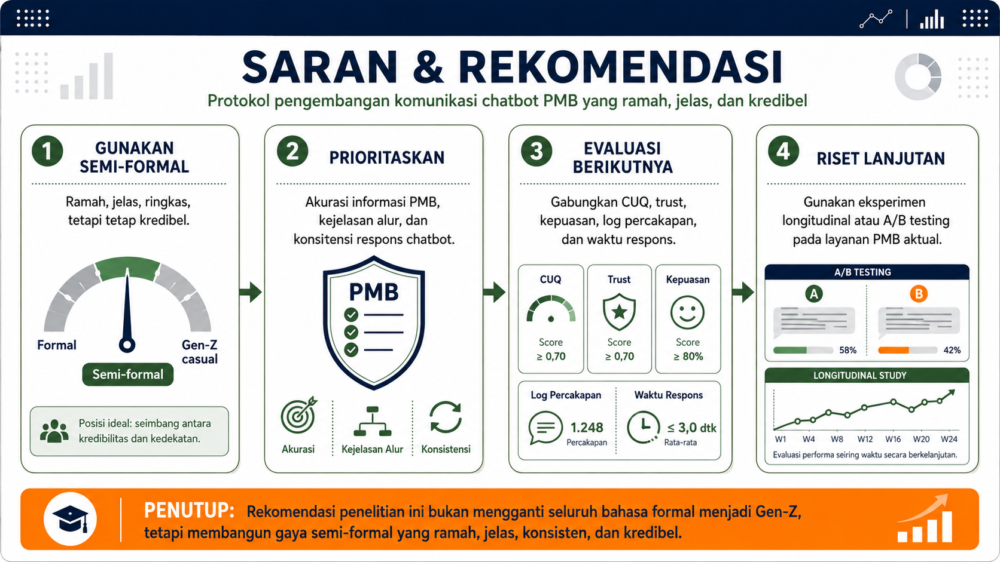 SARAN & REKOMENDASI
Protokol pengembangan komunikasi chatbot PMB yang ramah, jelas, dan kredibel
1
GUNAKAN
SEMI-FORMAL
Ramah, jelas, ringkas,
tetapi tetap kredibel.
Formal
Gen-Z
casual
Semi-formal
Posisi ideal: seimbang antara
kredibilitas dan kedekatan.
2
PRIORITASKAN
Akurasi informasi PMB,
kejelasan alur, dan
konsitensi respons chatbot.
PMB
Akurasi
Kejelasan Alur
Konsistensi
3
EVALUASI
BERIKUTNYA
Gabungkan CUQ, trust,
kepuasan, log percakapan,
dan waktu respons.
CUQ
Score
≥ 0,70
Trust
Score
≥ 0,70
Kepuasan
Score
≥ 80%
Log Percakapan
1.248
Percakapan
Waktu Respons
≤ 3,0 dtk
Rata-rata
4
RISET LANJUTAN
Gunakan eksperimen
longitudinal atau A/B testing
pada layanan PMB aktual.
A/B TESTING
A
58%
B
42%
LONGITUDINAL STUDY
W1 W4 W8 W12 W16 W20 W24
Evaluasi performa seiring waktu secara berkelanjutan.
PENUTUP: Rekomendasi penelitian ini bukan mengganti seluruh bahasa formal menjadi Gen-Z,
tetapi membangun gaya semi-formal yang ramah, jelas, konsisten, dan kredibel.